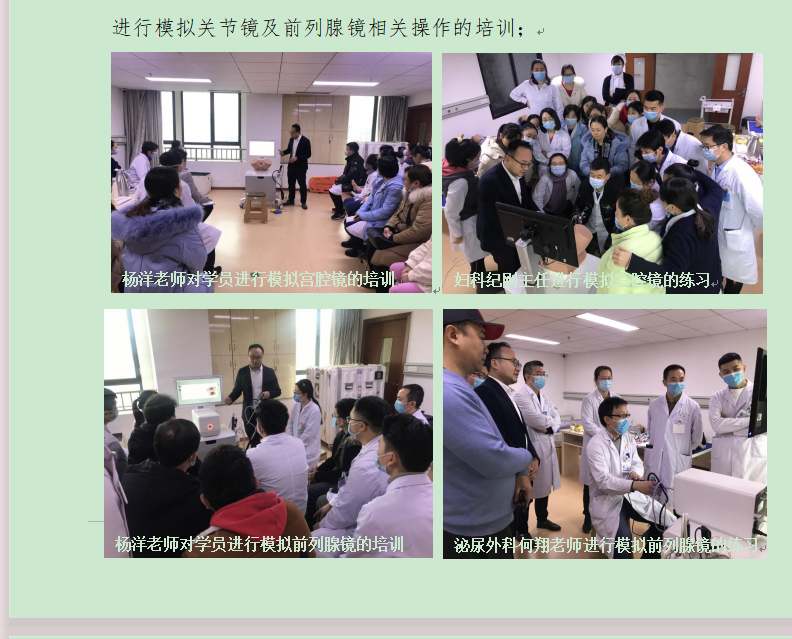 进行模拟关节镜及前列腺镜相关操作的培训；
杨洋老师对学员进行模拟宫腔镜的培训
妇科纪刚主任进行模拟宫腔镜的练习
杨洋老师对学员进行模拟前列腺镜的培训
泌尿外科何翔老师进行模拟前列腺镜的练习